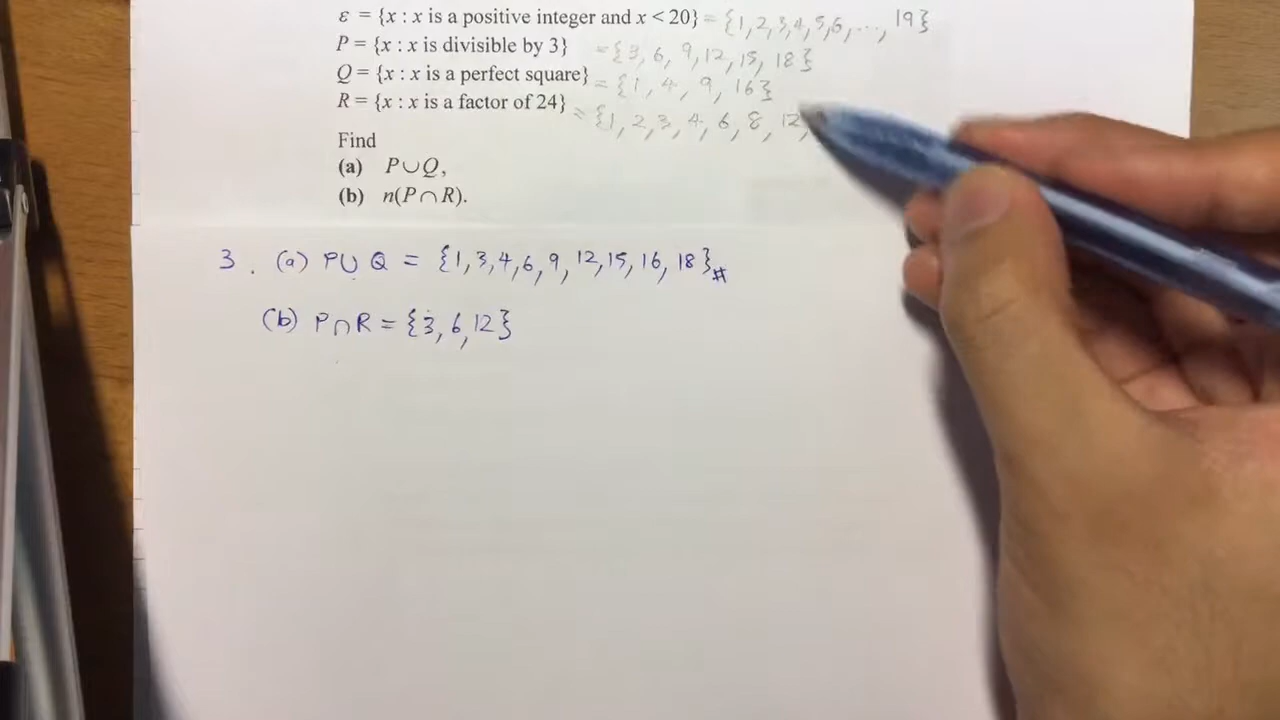 ε = {x : x is a positive integer and x < 20} = {1,2,3,4,5,6, ..., 19}
P = {x : x is divisible by 3} = {3, 6, 9, 12, 15, 18}
Q = {x : x is a perfect square} = {1, 4, 9, 16}
R = {x : x is a factor of 24} = {1, 2, 3, 4, 6, 8, 12,
Find
(a) P∪Q,
(b) n(P∩R).
3. (a) P∪Q = {1,3,4,6,9,12,15,16,18}#
(b) P∩R = {3,6,12}